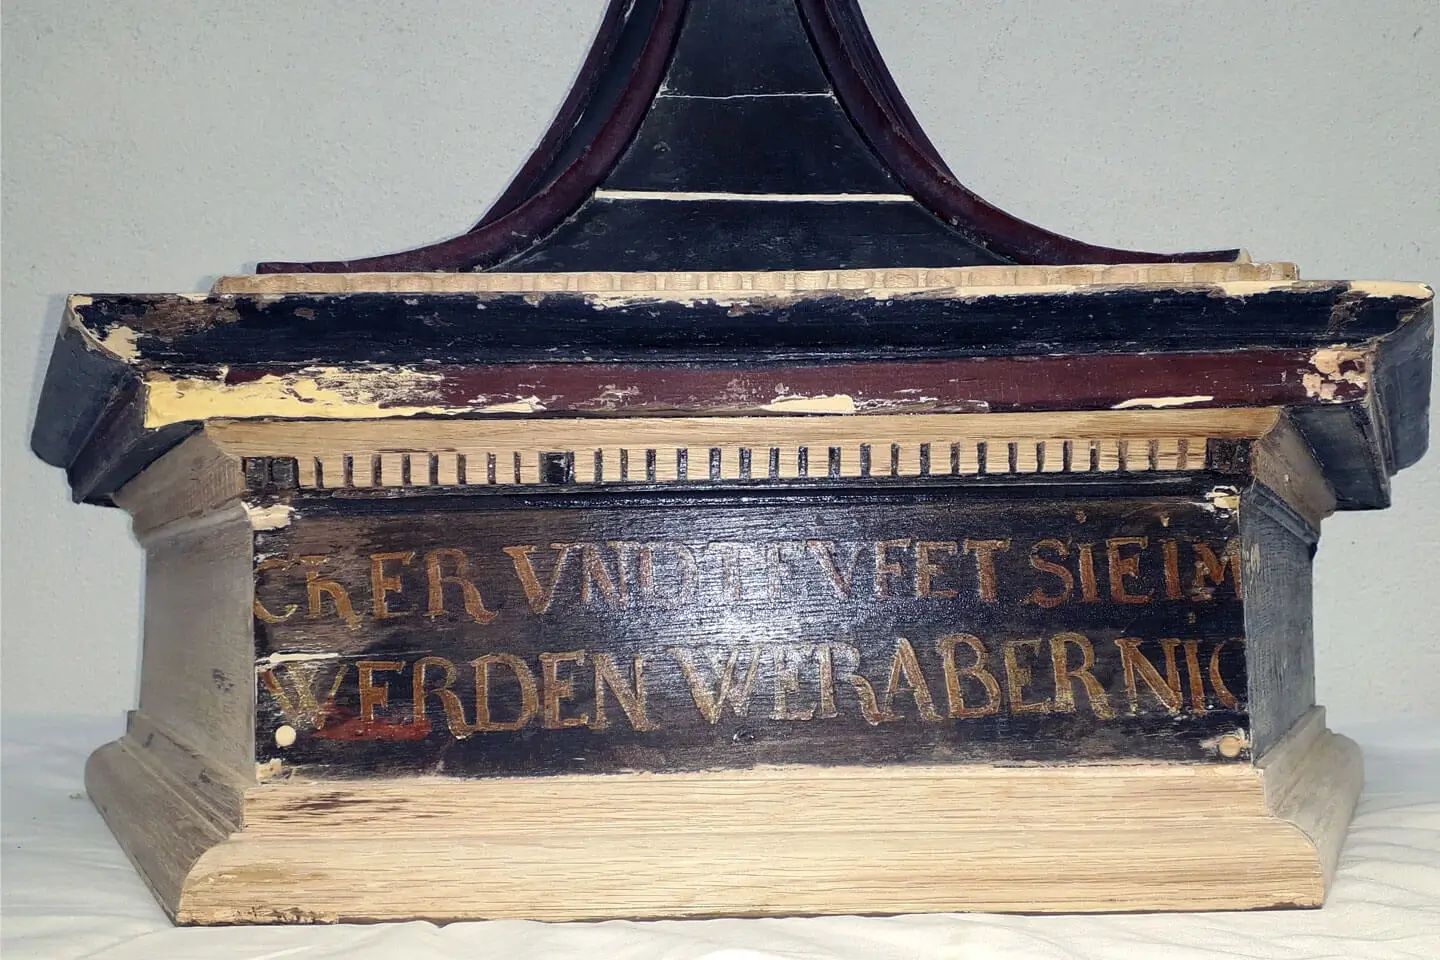 CKER VND TEVFET SIE IM
WERDEN WER ABER NIC